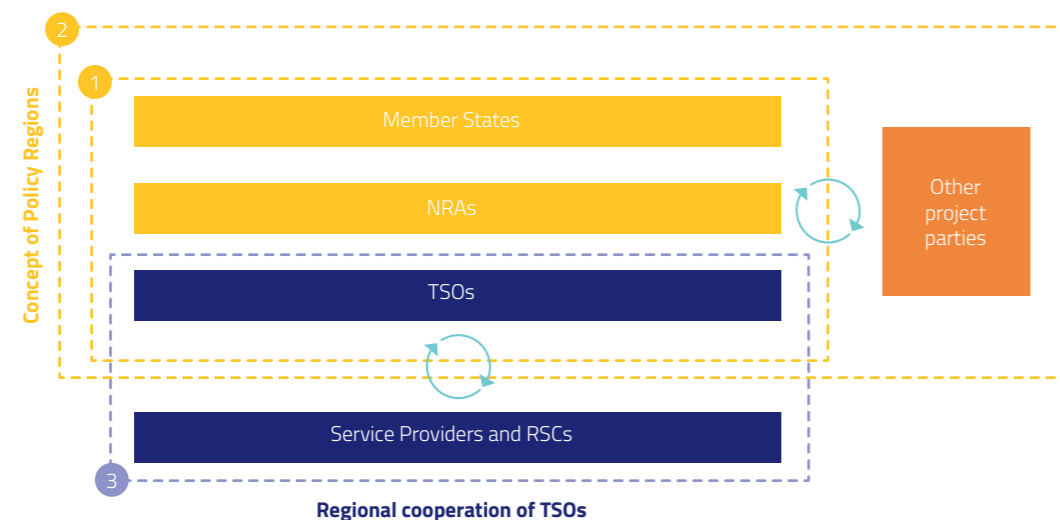 2
1
Concept of Policy Regions
Member States
NRAs
Other
project
parties
TSOs
Service Providers and RSCs
3
Regional cooperation of TSOs